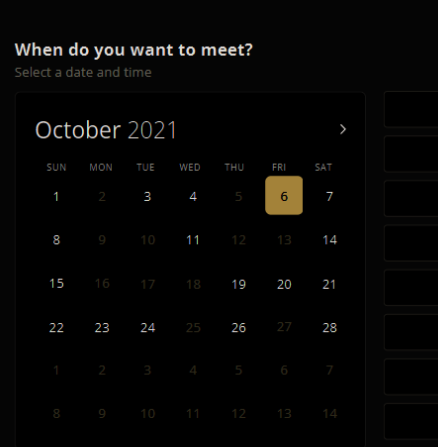 When do you want to meet?
Select a date and time
October 2021
SUN MON TUE WED THU FRI SAT
1 2 3 4 5 6 7
8 9 10 11 12 13 14
15 16 17 18 19 20 21
22 23 24 25 26 27 28
1 2 3 4 5 6 7
8 9 10 11 12 13 14